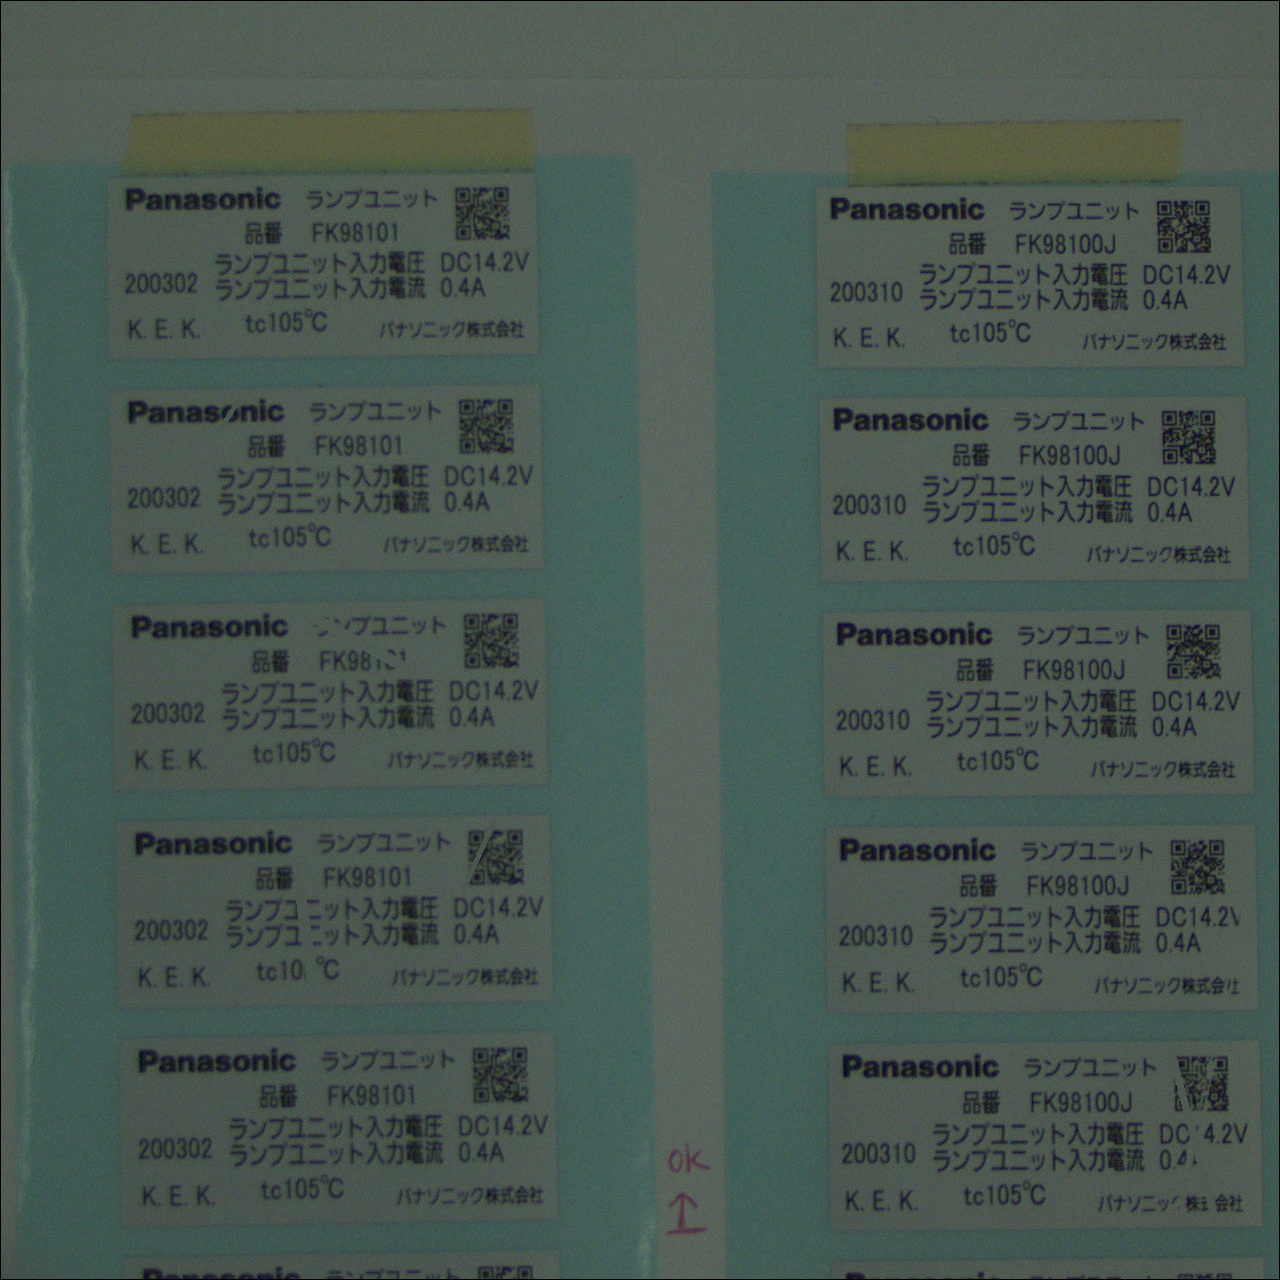 Panasonic ランプユニット
品番 FK98101
ランプユニット入力電圧 DC14.2V
200302 ランプユニット入力電流 0.4A
K. E. K. tc105℃ パナソニック株式会社
Panasonic ランプユニット
品番 FK98101
ランプユニット入力電圧 DC14.2V
200302 ランプユニット入力電流 0.4A
K. E. K. tc105℃ パナソニック株式会社
Panasonic プユニット
品番
ランプユニット入力電圧 DC14.2V
200302 ランプユニット入力電流 0.4A
K. E. K. tc105℃ パナソニック株式会社
Panasonic ランプユニット
品番 FK98101
ランプユニット入力電圧 DC14.2V
200302 ランプユニット入力電流 0.4A
K. E. K. パナソニック株式会社
Panasonic ランプユニット
品番 FK98101
ランプユニット入力電圧 DC14.2V
200302 ランプユニット入力電流 0.4A
K. E. K. tc105℃ パナソニック株式会社
Panasonic ランプユニット
ok
Panasonic ランプユニット
品番 FK98100J
ランプユニット入力電圧 DC14.2V
200310 ランプユニット入力電流 0.4A
K. E. K. tc105℃ パナソニック株式会社
Panasonic ランプユニット
品番 FK98100J
ランプユニット入力電圧 DC14.2V
200310 ランプユニット入力電流 0.4A
K. E. K. tc105℃ パナソニック株式会社
Panasonic ランプユニット
品番 FK98100J
ランプユニット入力電圧 DC14.2V
200310 ランプユニット入力電流 0.4A
K. E. K. tc105℃ パナソニック株式会社
Panasonic ランプユニット
品番 FK98100J
ランプユニット入力電圧 DC14.2V
200310 ランプユニット入力電流 0.4A
K. E. K. tc105℃ パナソニック株式会社
Panasonic ランプユニット
品番 FK98100J
ランプユニット入力電圧
200310 ランプユニット入力電流
K. E. K. tc105℃
Panasonic ランプユニット